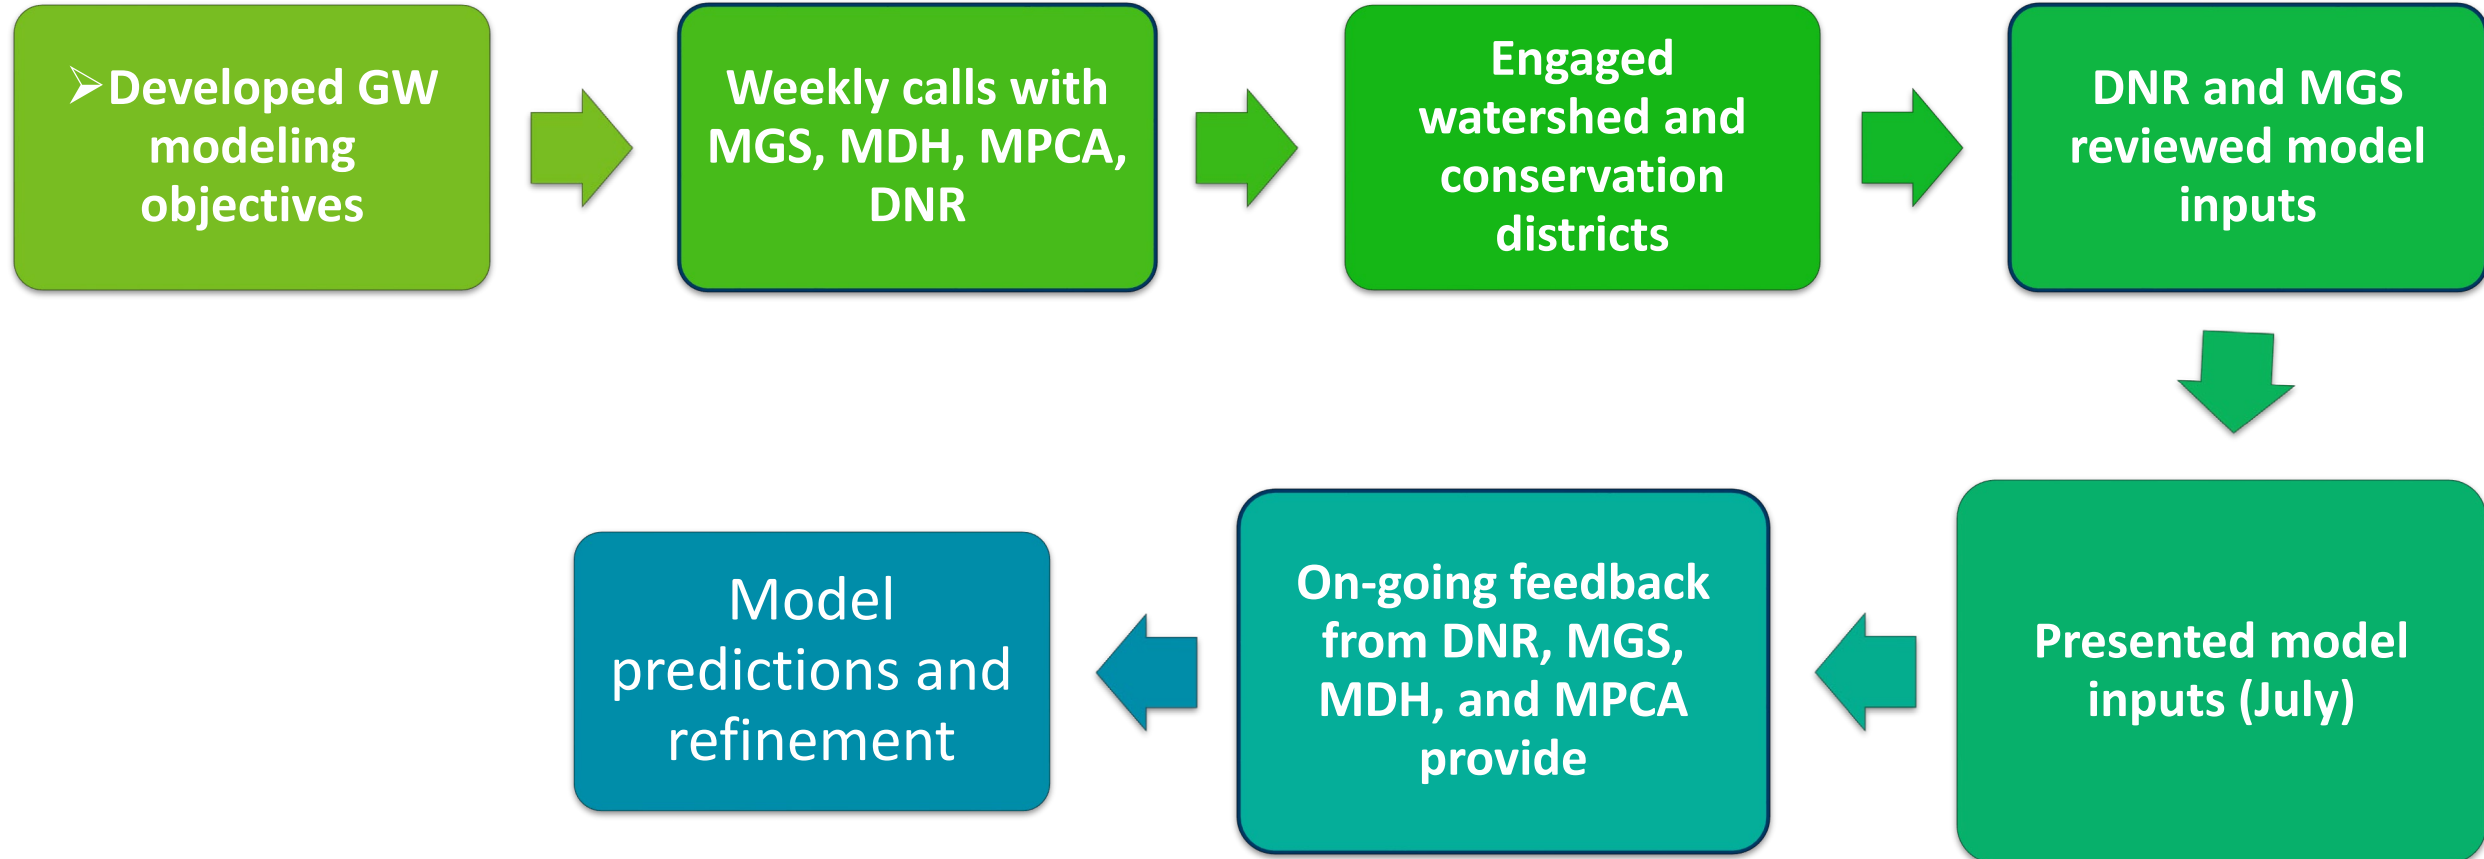 ➢Developed GW
modeling
objectives
Weekly calls with
MGS, MDH, MPCA,
DNR
Engaged
watershed and
conservation
districts
DNR and MGS
reviewed model
inputs
Presented model
inputs (July)
On-going feedback
from DNR, MGS,
MDH, and MPCA
provide
Model
predictions and
refinement